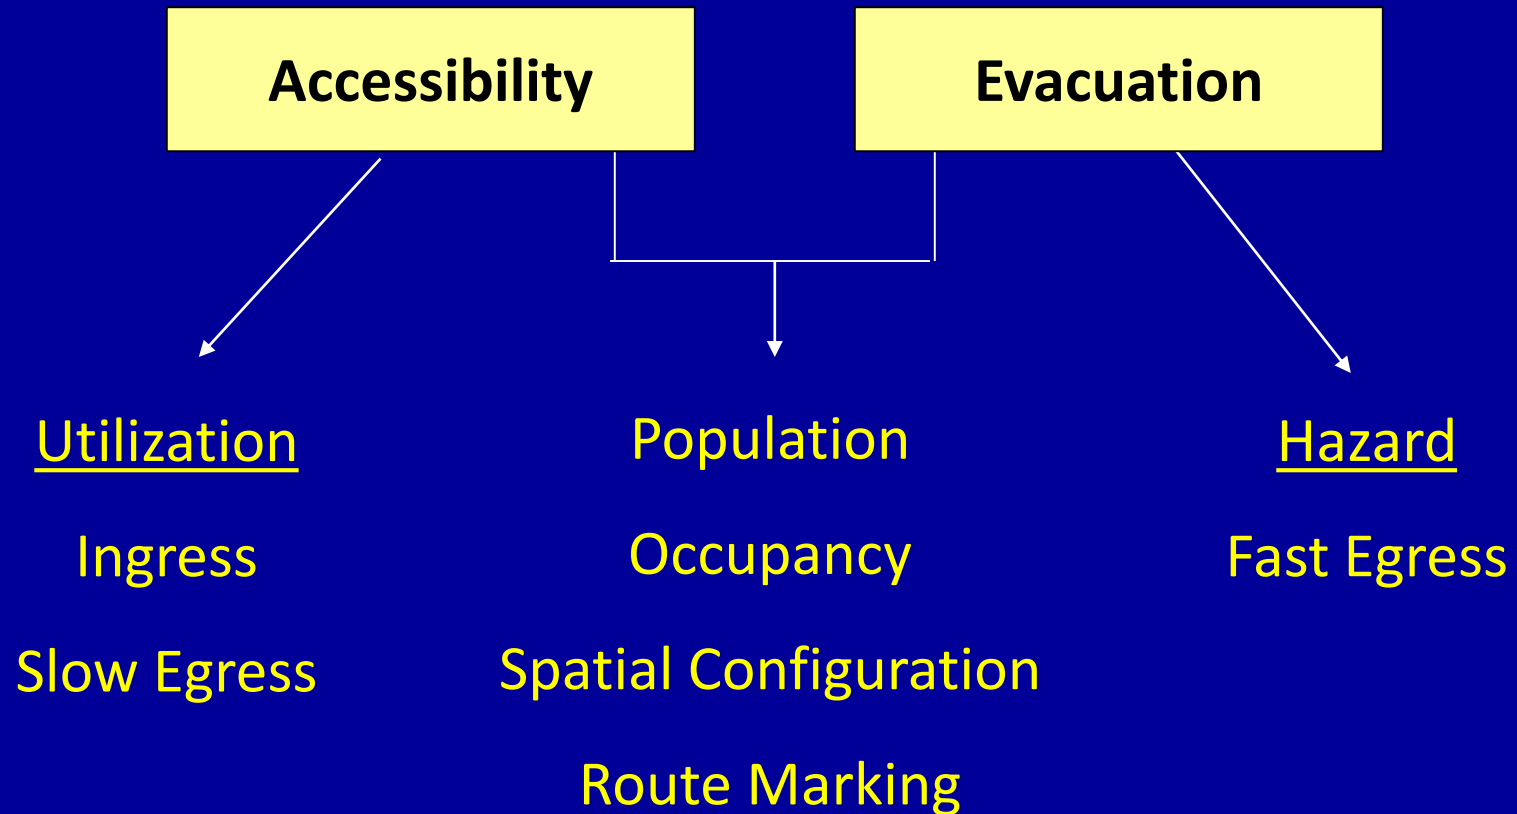 Accessibility
Evacuation
Utilization
Ingress
Slow Egress
Population
Occupancy
Spatial Configuration
Route Marking
Hazard
Fast Egress